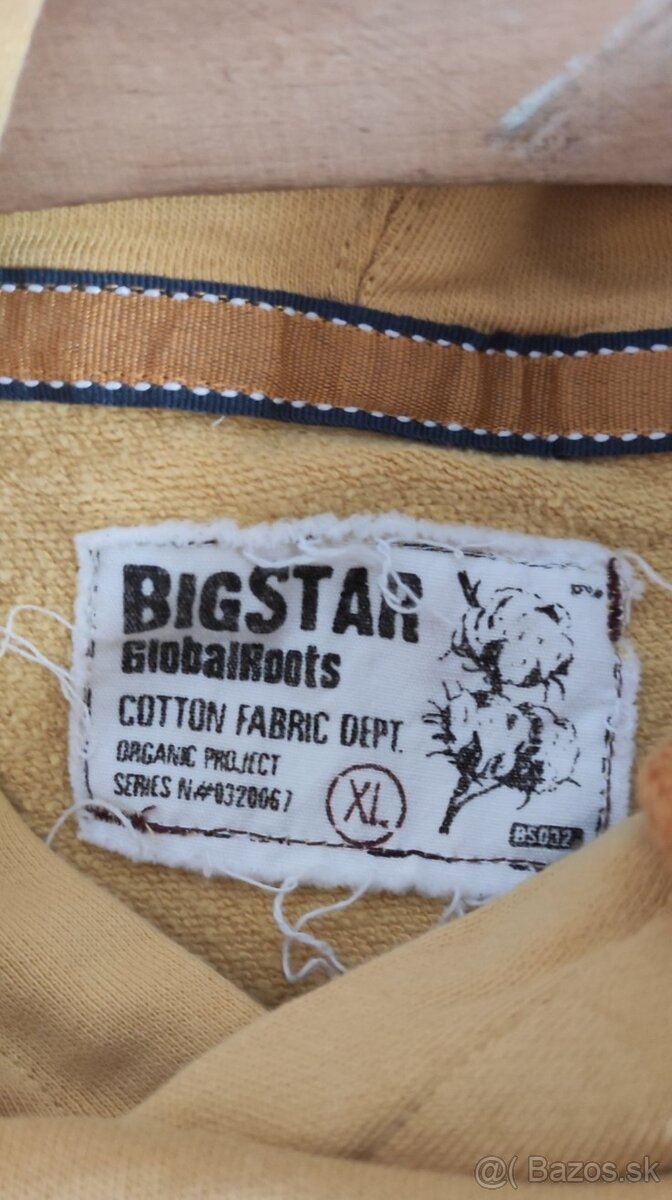 BIGSTAR
GlobalRoots
COTTON FABRIC DEPT.
ORGANIC PROJECT
SERIES N#0320067
XL
BS032
@( Bazos.sk